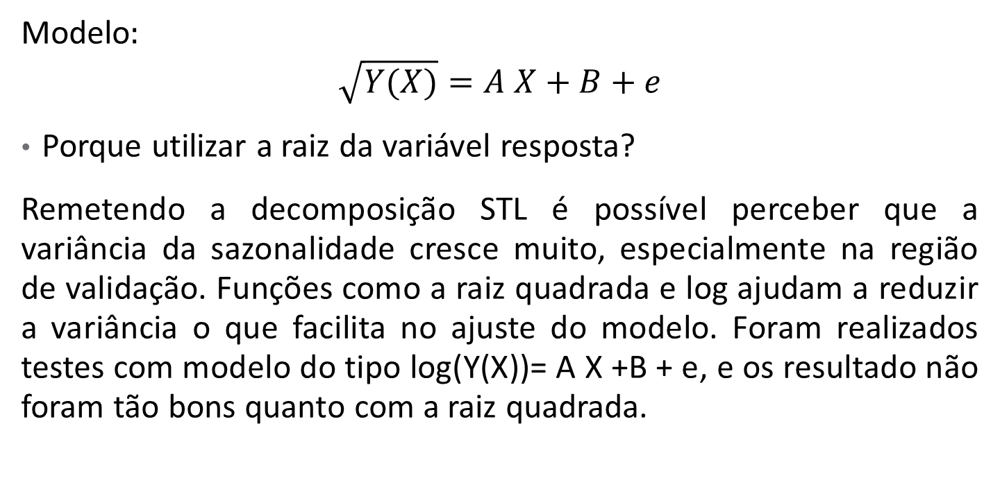 Modelo:
√Y(X) = A X + B + e
• Porque utilizar a raiz da variável resposta?
Remetendo a decomposição STL é possível perceber que a
variância da sazonalidade cresce muito, especialmente na região
de validação. Funções como a raiz quadrada e log ajudam a reduzir
a variância o que facilita no ajuste do modelo. Foram realizados
testes com modelo do tipo log(Y(X))= A X +B + e, e os resultado não
foram tão bons quanto com a raiz quadrada.